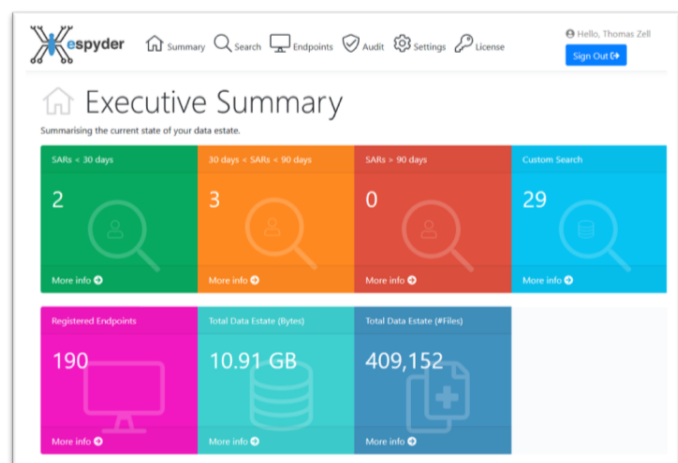 espyder Summary Search Endpoints Audit Settings License
Hello, Thomas Zell
Sign Out
Executive Summary
Summarising the current state of your data estate.
SARs < 30 days
2
More info
30 days < SARs < 90 days
3
More info
SARs > 90 days
0
More info
Custom Search
29
More info
Registered Endpoints
190
More info
Total Data Estate (Bytes)
10.91 GB
More info
Total Data Estate (#Files)
409,152
More info